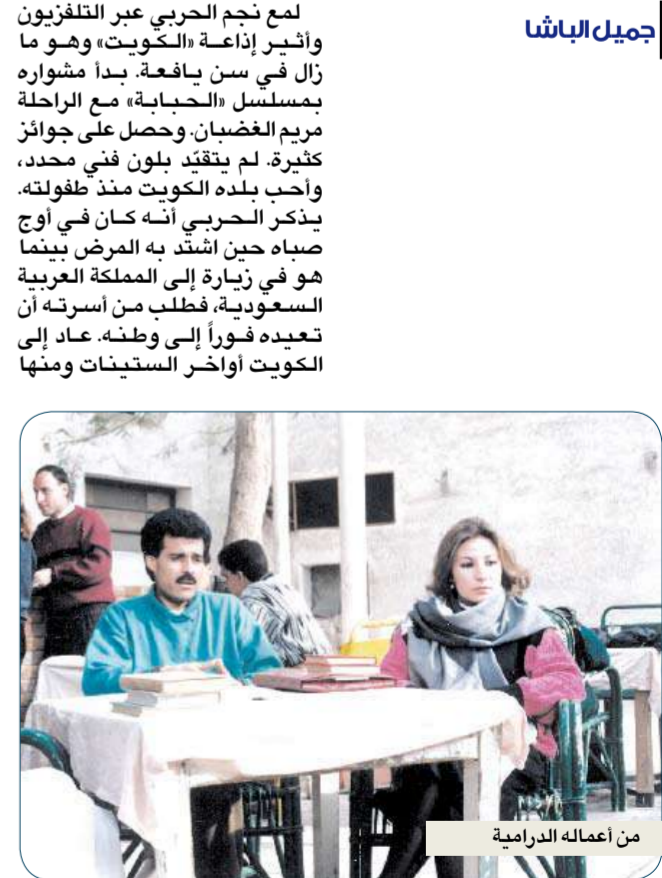 جميل الباشا
لمع نجم الحربي عبر التلفزيون
وأثير إذاعة «الكويت» وهو ما
زال في سن يافعة. بدأ مشواره
بمسلسل «الحبابة» مع الراحلة
مريم الغضبان. وحصل على جوائز
كثيرة. لم يتقيّد بلون فني محدد،
وأحب بلده الكويت منذ طفولته.
يذكر الحربي أنه كان في أوج
صباه حين اشتد به المرض بينما
هو في زيارة إلى المملكة العربية
السعودية، فطلب من أسرته أن
تعيده فوراً إلى وطنه. عاد إلى
الكويت أواخر الستينات ومنها
من أعماله الدرامية